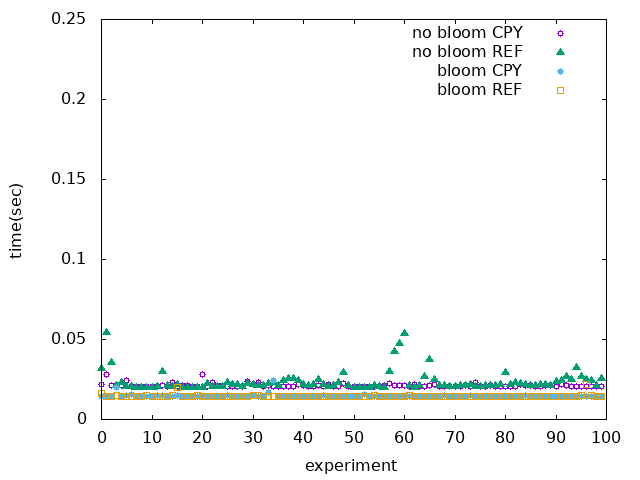 0.25
0.2
0.15
0.1
0.05
0
time(sec)
no bloom CPY
no bloom REF
bloom CPY
bloom REF
0 10 20 30 40 50 60 70 80 90 100
experiment